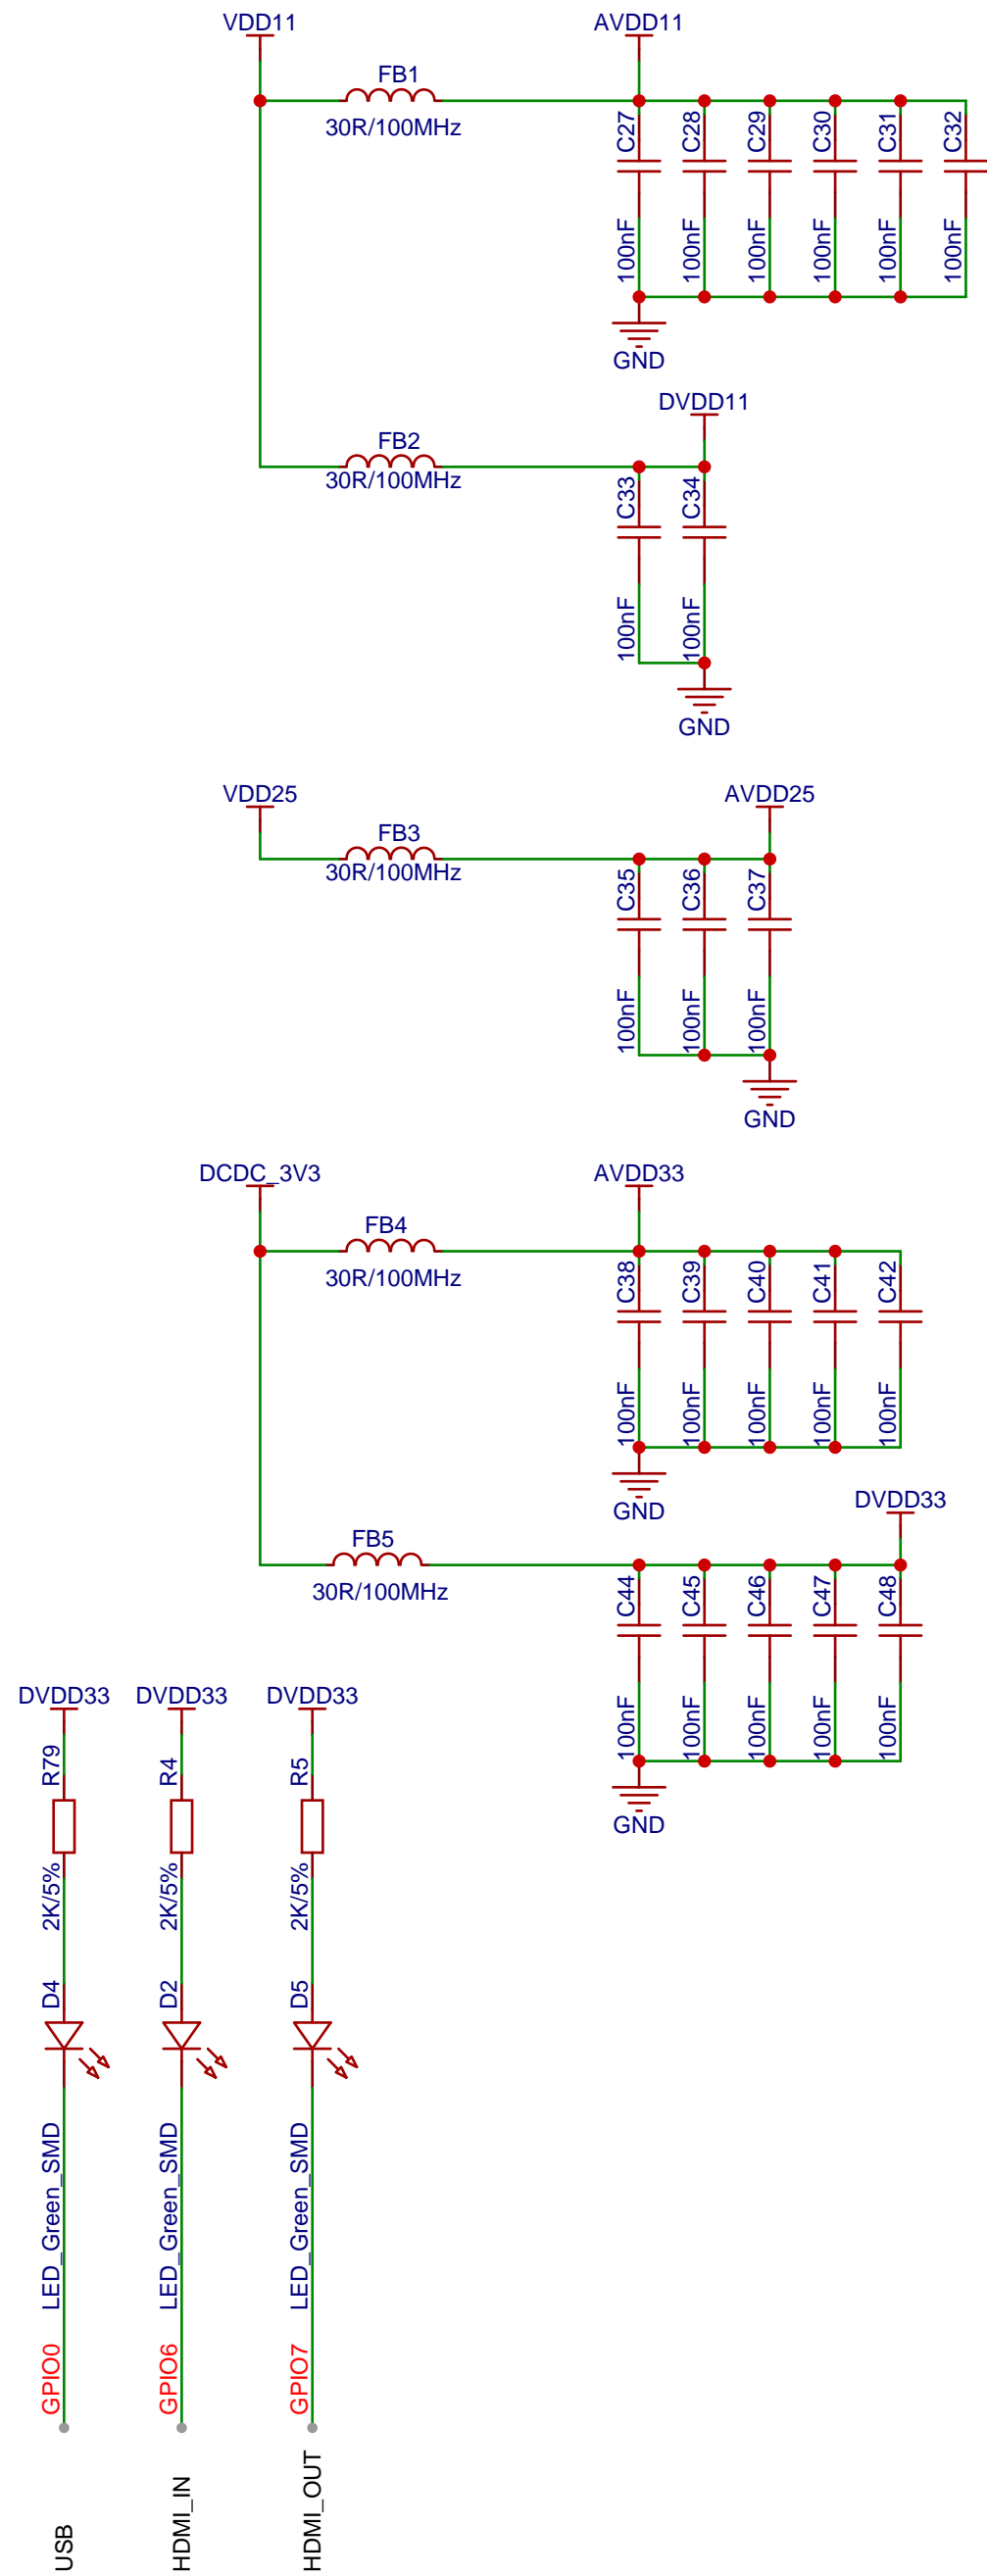 VDD11
AVDD11
FB1
30R/100MHz
C27
C28
C29
C30
C31
C32
100nF
100nF
100nF
100nF
100nF
100nF
GND
DVDD11
FB2
30R/100MHz
C33
C34
100nF
100nF
GND
VDD25
AVDD25
FB3
30R/100MHz
C35
C36
C37
100nF
100nF
100nF
GND
DCDC_3V3
AVDD33
FB4
30R/100MHz
C38
C39
C40
C41
C42
100nF
100nF
100nF
100nF
100nF
GND
DVDD33
FB5
30R/100MHz
C44
C45
C46
C47
C48
100nF
100nF
100nF
100nF
100nF
GND
DVDD33
DVDD33
DVDD33
R79
R4
R5
2K/5%
2K/5%
2K/5%
D4
D2
D5
LED_Green_SMD
LED_Green_SMD
LED_Green_SMD
GPIO0
GPIO6
GPIO7
USB
HDMI_IN
HDMI_OUT